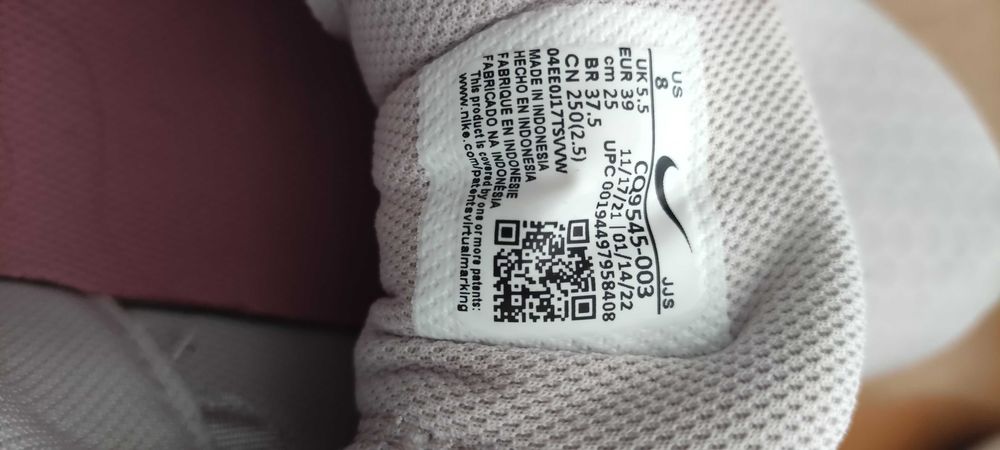 US
8
JJS
UK 5.5
CQ9545-003
EUR 39
11/17/21 | 01/14/22
cm 25
UPC 00194497958408
BR 37.5
CN 250(2.5)
04EE0J17TSVVW
MADE IN INDONESIA
HECHO EN INDONESIA
FABRIQUE EN INDONESIE
FABRICADO NA INDONÉSIA
This product is covered by one or more patents:
www.nike.com/patentsvirtualmarking